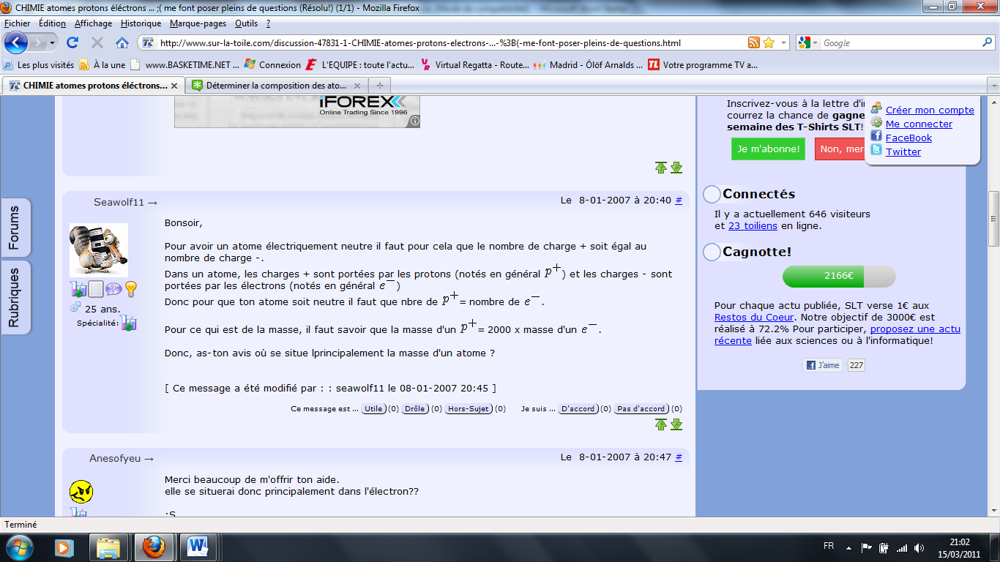 CHIMIE atomes protons éléctrons ... ;( me font poser pleins de questions (Résolu!) (1/1) - Mozilla Firefox
Fichier Édition Affichage Historique Marque-pages Outils ?
http://www.sur-la-toile.com/discussion-47831-1-CHIMIE-atomes-protons-electrons-...-%3B(-me-font-poser-pleins-de-questions.html
Google
Les plus visités À la une www.BASKETIME.NET ... Connexion L'EQUIPE : toute l'actu... Virtual Regatta - Route... Madrid - Ólöf Arnalds ... Votre programme TV a...
CHIMIE atomes protons éléctrons... Déterminer la composition des ato...
iFOREX
Online Trading Since 1996
Inscrivez-vous à la lettre d'i
courrez la chance de gagne
semaine des T-Shirts SLT!
Je m'abonne! Non, mer
Créer mon compte
Me connecter
FaceBook
Twitter
Forums
Rubriques
Seawolf11 →
Le 8-01-2007 à 20:40 #
25 ans.
Spécialité:
Bonsoir,
Pour avoir un atome électriquement neutre il faut pour cela que le nombre de charge + soit égal au
nombre de charge -.
Dans un atome, les charges + sont portées par les protons (notés en général p+) et les charges - sont
portées par les électrons (notés en général e−)
Donc pour que ton atome soit neutre il faut que nbre de p+= nombre de e−.
Pour ce qui est de la masse, il faut savoir que la masse d'un p+= 2000 x masse d'un e−.
Donc, as-ton avis où se situe lprincipalement la masse d'un atome ?
[ Ce message a été modifié par : : seawolf11 le 08-01-2007 20:45 ]
Ce message est ... Utile (0) Drôle (0) Hors-Sujet (0) Je suis ... D'accord (0) Pas d'accord (0)
Anesofyeu →
Le 8-01-2007 à 20:47 #
Merci beaucoup de m'offrir ton aide.
elle se situerai donc principalement dans l'électron??
:S
Connectés
Il y a actuellement 646 visiteurs
et 23 toiliens en ligne.
Cagnotte!
2166€
Pour chaque actu publiée, SLT verse 1€ aux
Restos du Coeur. Notre objectif de 3000€ est
réalisé à 72.2% Pour participer, proposez une actu
récente liée aux sciences ou à l'informatique!
J'aime 227
Terminé
FR
21:02
15/03/2011